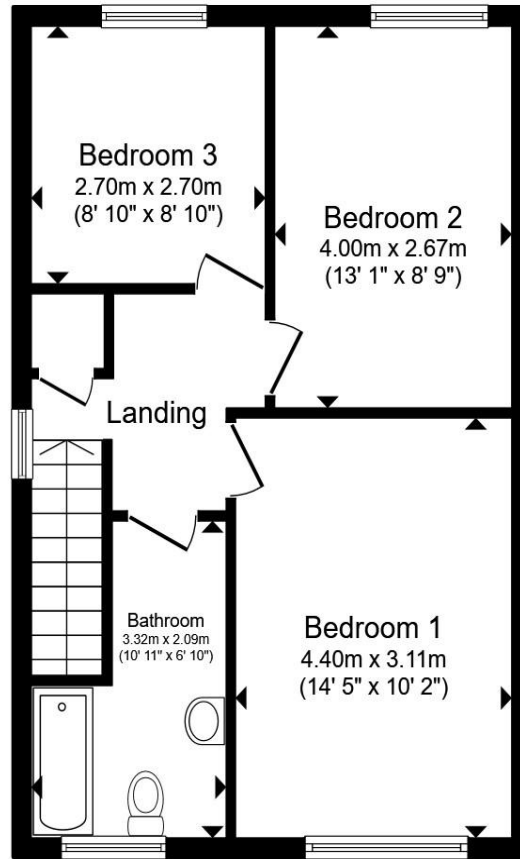 Bedroom 3
2.70m x 2.70m
(8' 10" x 8' 10")
Bedroom 2
4.00m x 2.67m
(13' 1" x 8' 9")
Landing
Bathroom
3.32m x 2.09m
(10' 11" x 6' 10")
Bedroom 1
4.40m x 3.11m
(14' 5" x 10' 2")